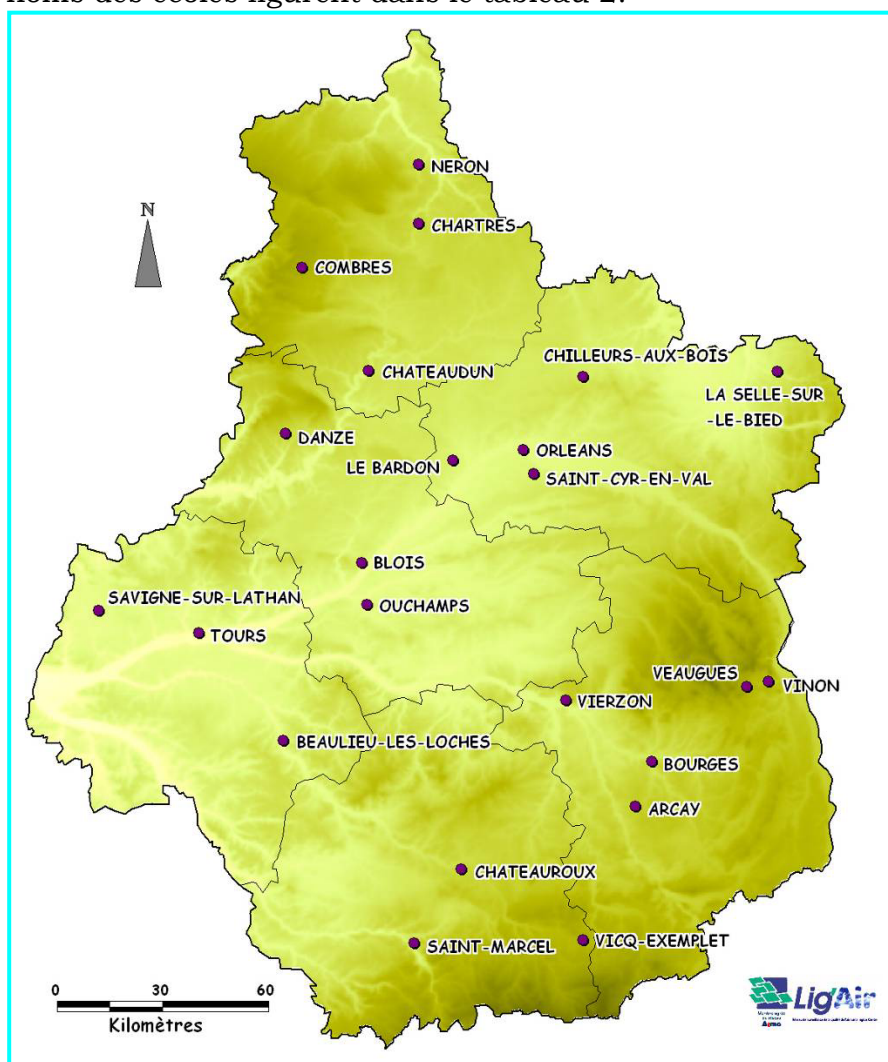 noms des écoles figurent dans le tableau 2.
N
NERON
CHARTRES
COMBRES
CHATEAUDUN
CHILLEURS-AUX-BOIS
LA SELLE-SUR
-LE-BIED
DANZE
ORLEANS
LE BARDON
SAINT-CYR-EN-VAL
BLOIS
SAVIGNE-SUR-LATHAN
OUCHAMPS
TOURS
VEAUGUES
VINON
VIERZON
BEAULIEU-LES-LOCHES
BOURGES
ARCAY
CHATEAUROUX
SAINT-MARCEL
VICQ-EXEMPLET
0 30 60
Kilomètres
Lig'Air